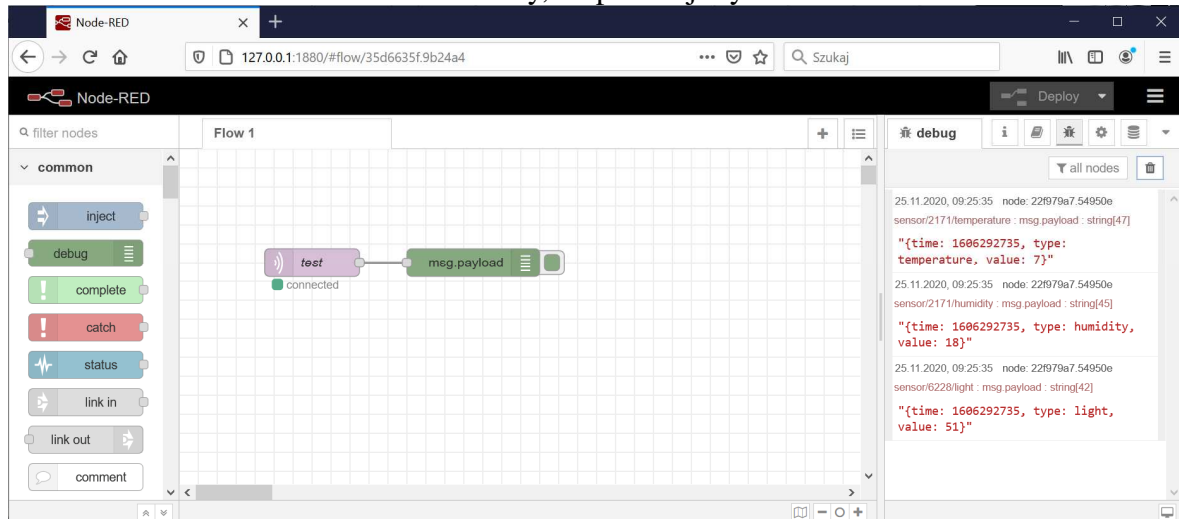 Node-RED
127.0.0.1:1880/#flow/35d6635f.9b24a4
Szukaj
Node-RED
Deploy
filter nodes
Flow 1
debug
all nodes
common
inject
debug
complete
catch
status
link in
link out
comment
test
connected
msg.payload
25.11.2020, 09:25:35 node: 22f979a7.54950e
sensor/2171/temperature : msg.payload : string[47]
"{time: 1606292735, type:
temperature, value: 7}"
25.11.2020, 09:25:35 node: 22f979a7.54950e
sensor/2171/humidity : msg.payload : string[45]
"{time: 1606292735, type: humidity,
value: 18}"
25.11.2020, 09:25:35 node: 22f979a7.54950e
sensor/6228/light : msg.payload : string[42]
"{time: 1606292735, type: light,
value: 51}"